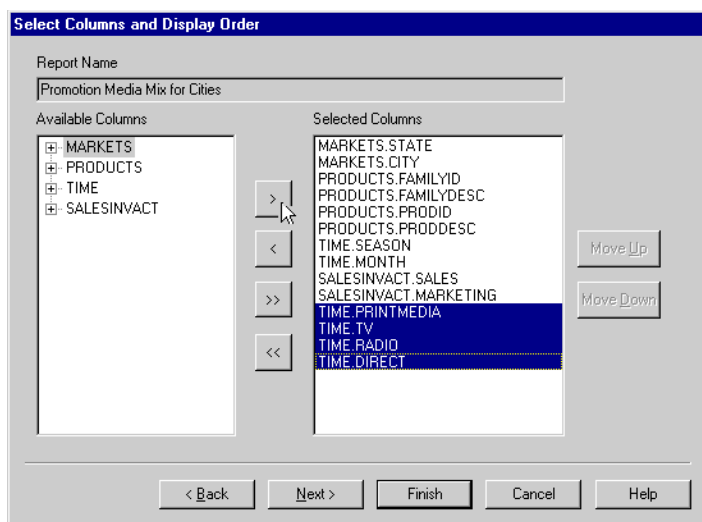 Select Columns and Display Order
Report Name
Promotion Media Mix for Cities
Available Columns
Selected Columns
MARKETS
PRODUCTS
TIME
SALESINVACT
>
<
>>
<<
MARKETS.STATE
MARKETS.CITY
PRODUCTS.FAMILYID
PRODUCTS.FAMILYDESC
PRODUCTS.PRODID
PRODUCTS.PRODDESC
TIME.SEASON
TIME.MONTH
SALESINVACT.SALES
SALESINVACT.MARKETING
TIME.PRINTMEDIA
TIME.TV
TIME.RADIO
TIME.DIRECT
Move Up
Move Down
< Back
Next >
Finish
Cancel
Help